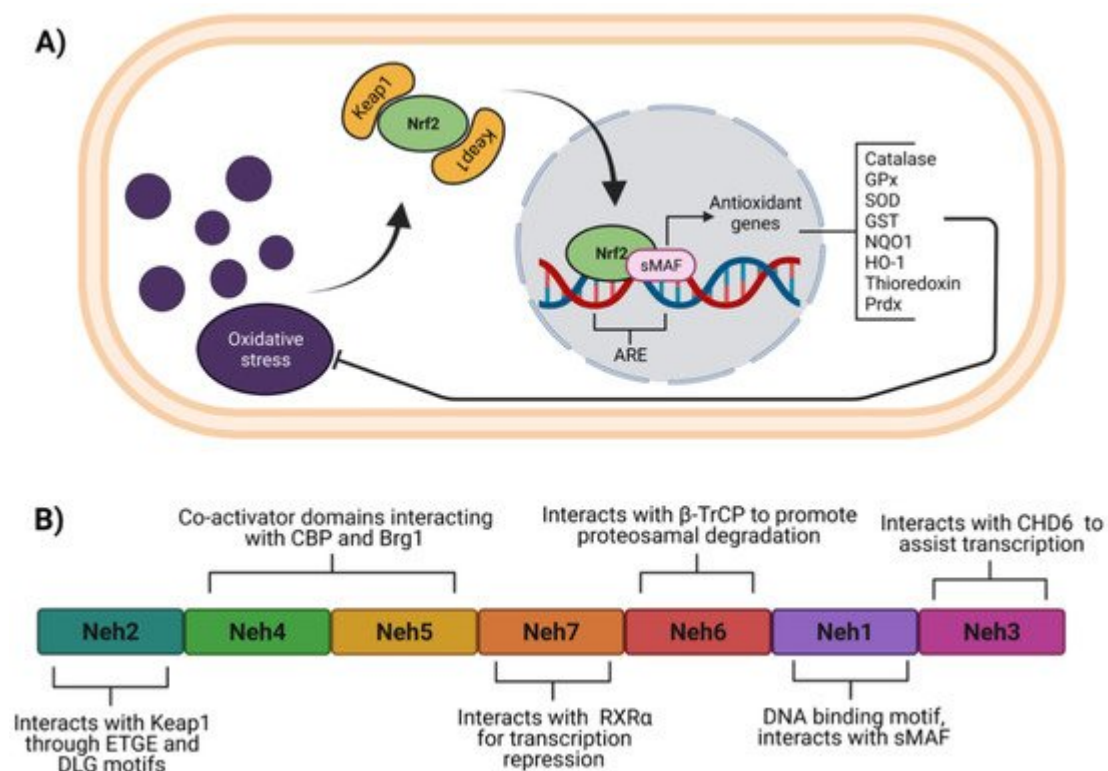 A)
Keap1
Nrf2
Keap1
Oxidative
stress
Nrf2
sMAF
Antioxidant
genes
ARE
Catalase
GPx
SOD
GST
NQO1
HO-1
Thioredoxin
Prdx
B)
Co-activator domains interacting
with CBP and Brg1
Interacts with β-TrCP to promote
proteosamal degradation
Interacts with CHD6 to
assist transcription
Neh2
Neh4
Neh5
Neh7
Neh6
Neh1
Neh3
Interacts with Keap1
through ETGE and
DLG motifs
Interacts with RXRα
for transcription
repression
DNA binding motif,
interacts with sMAF